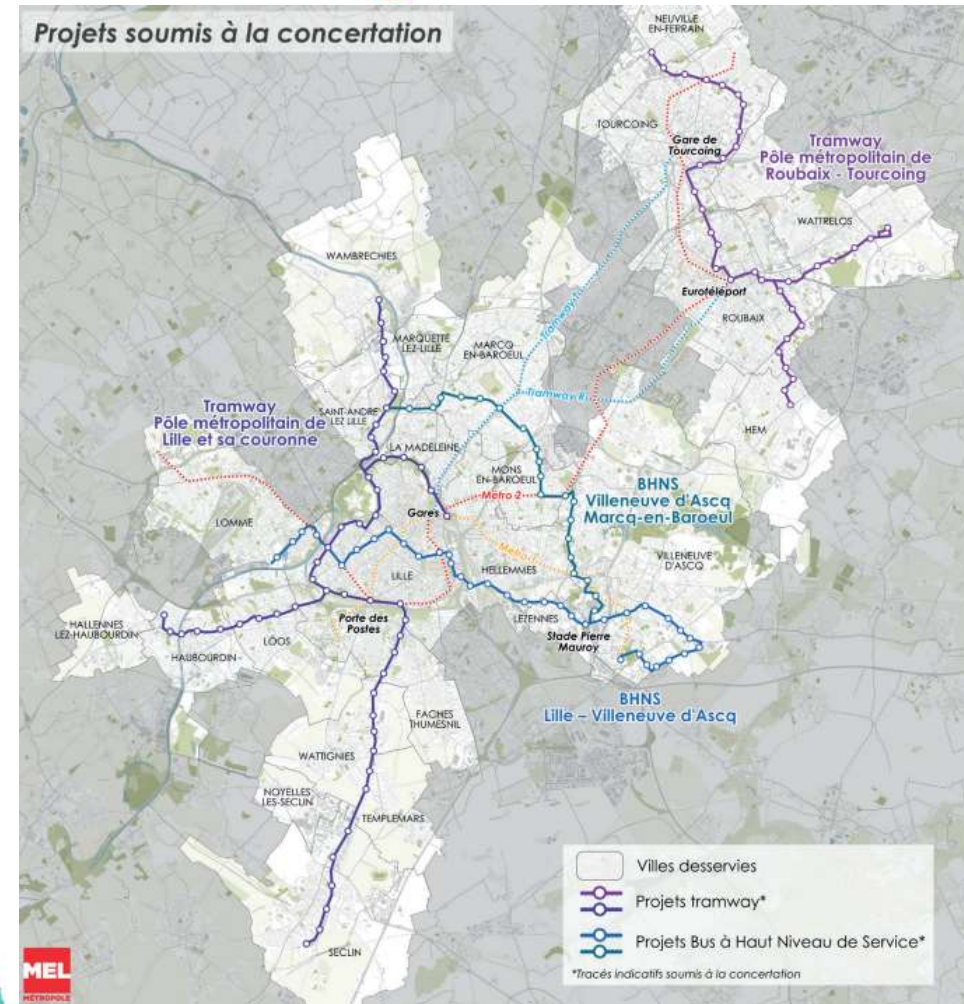 Projets soumis à la concertation
NEUVILLE
EN-FERRAIN
TOURCOING
Gare de
Tourcoing
Tramway
Pôle métropolitain de
Roubaix - Tourcoing
WATTRELOS
WAMBRECHIES
Eurotéléport
ROUBAIX
Tramway T
MARQUETTE
LEZ-LILLE
MARCQ
EN-BAROEUL
Tramway R
Tramway
Pôle métropolitain de
Lille et sa couronne
SAINT-ANDRE
LEZ LILLE
LA MADELEINE
HEM
MONS
EN-BAROEUL
BHNS
Villeneuve d'Ascq
Marcq-en-Baroeul
Métro 2
Gares
LOMME
Métro 1
VILLENEUVE
D'ASCQ
LILLE
HELLEMMES
LEZENNES
HALLENNES
LEZ-HAUBOURDIN
Porte des
Postes
Stade Pierre
Mauroy
LOOS
HAUBOURDIN
BHNS
Lille – Villeneuve d'Ascq
FACHES
THUMESNIL
WATTIGNIES
NOYELLES
LES-SECLIN
TEMPLEMARS
SECLIN
Villes desservies
Projets tramway*
Projets Bus à Haut Niveau de Service*
*Tracés indicatifs soumis à la concertation
MEL
MÉTROPOLE